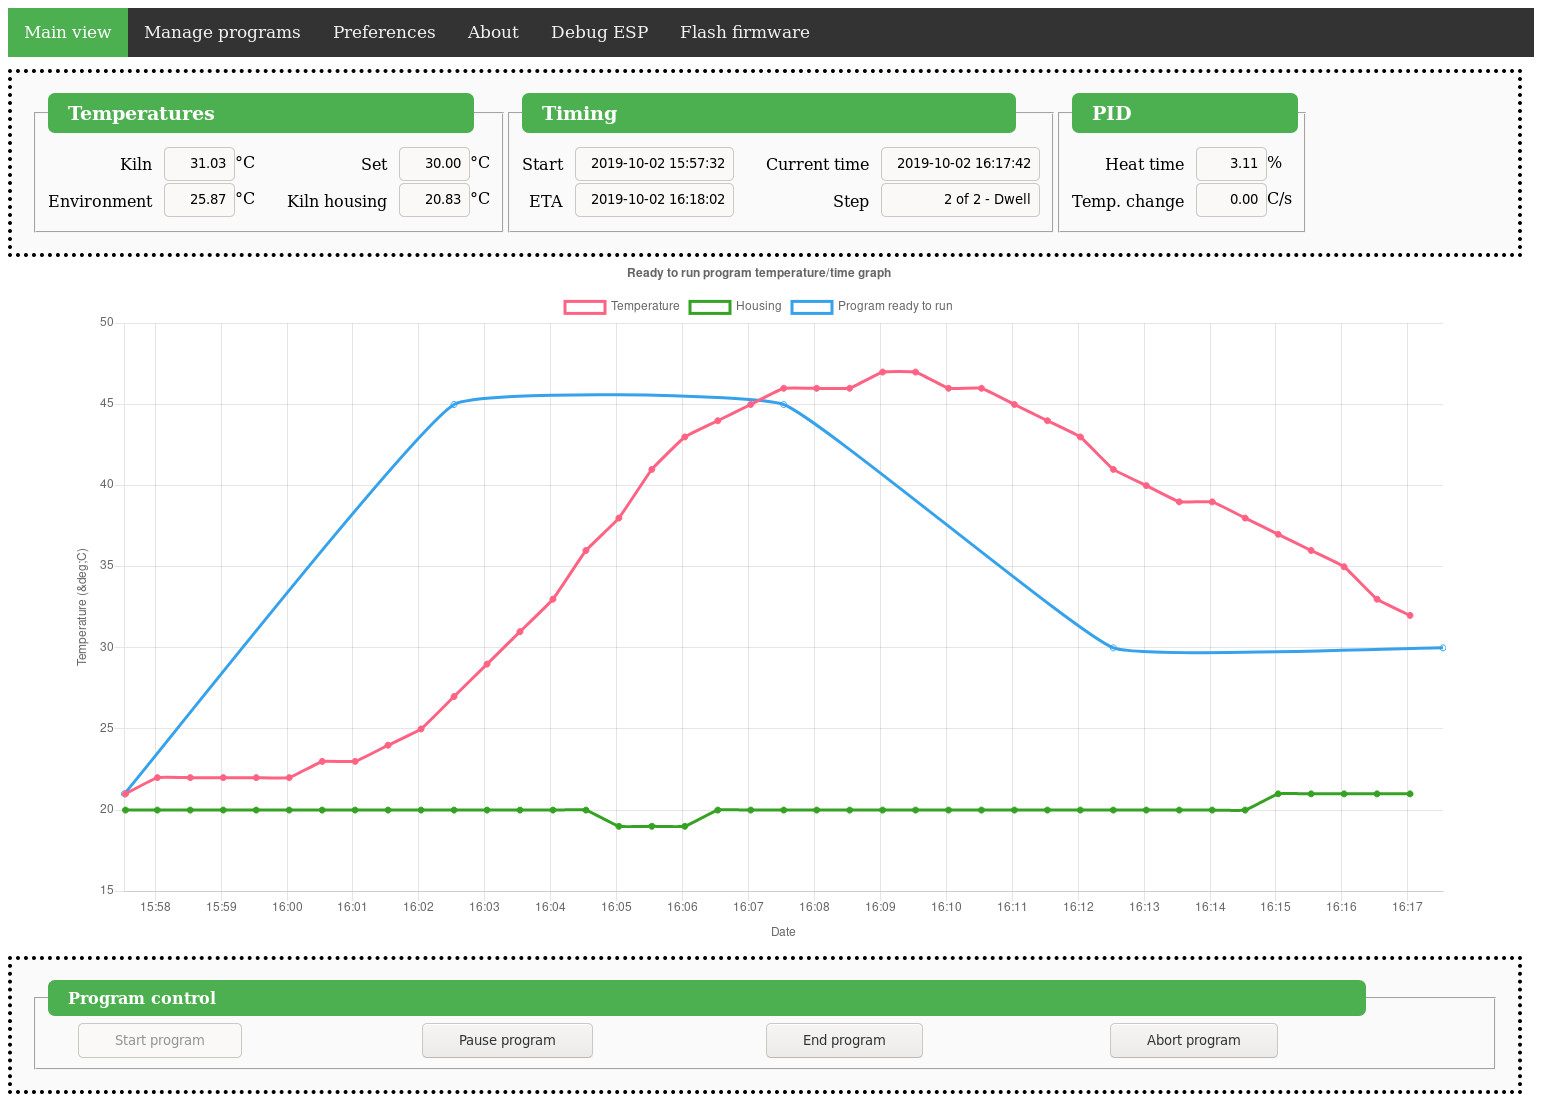 Main view Manage programs Preferences About Debug ESP Flash firmware
Temperatures Timing PID
Kiln 31.03 °C Set 30.00 °C Start 2019-10-02 15:57:32 Current time 2019-10-02 16:17:42 Heat time 3.11 %
Environment 25.87 °C Kiln housing 20.83 °C ETA 2019-10-02 16:18:02 Step 2 of 2 - Dwell Temp. change 0.00 C/s
Ready to run program temperature/time graph
Temperature Housing Program ready to run
50
45
40
35
30
25
20
15
Temperature (&deg;C)
15:58 15:59 16:00 16:01 16:02 16:03 16:04 16:05 16:06 16:07 16:08 16:09 16:10 16:11 16:12 16:13 16:14 16:15 16:16 16:17
Date
Program control
Start program Pause program End program Abort program